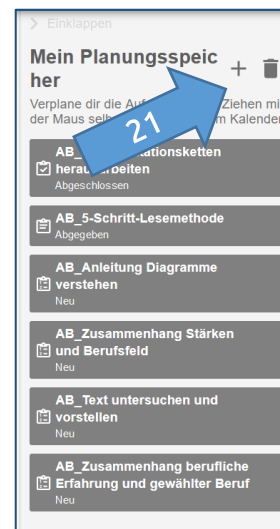 Einklappen
Mein Planungsspeic
her
Verplane dir die Au Ziehen mi
der Maus selb m Kalender
21
AB_ tationsketten
herausarbeiten
Abgeschlossen
AB_5-Schritt-Lesemethode
Abgegeben
AB_Anleitung Diagramme
verstehen
Neu
AB_Zusammenhang Stärken
und Berufsfeld
Neu
AB_Text untersuchen und
vorstellen
Neu
AB_Zusammenhang berufliche
Erfahrung und gewählter Beruf
Neu